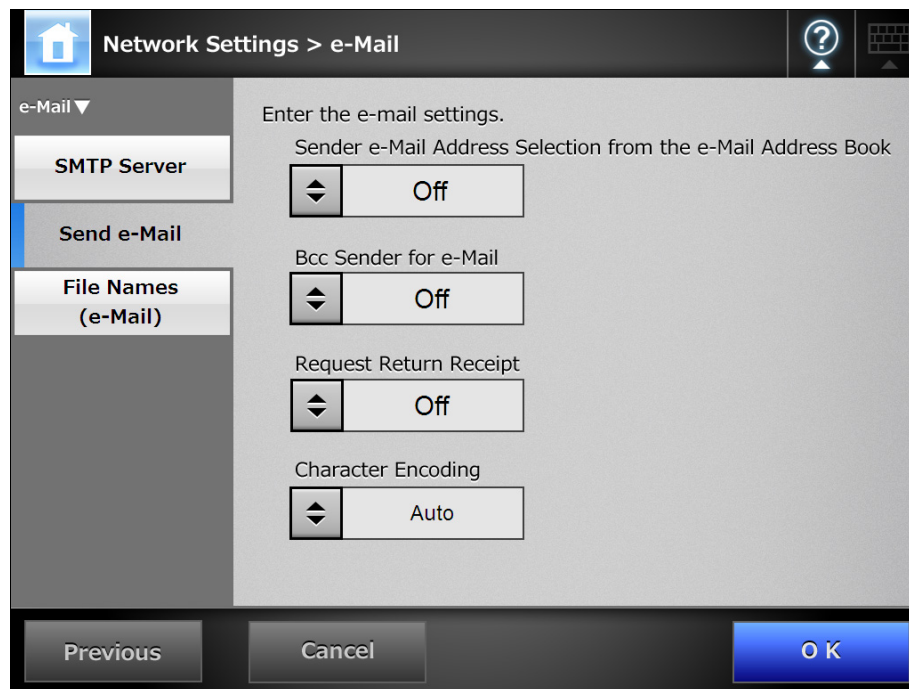 Network Settings > e-Mail
?
e-Mail▼
SMTP Server
Send e-Mail
File Names
(e-Mail)
Enter the e-mail settings.
Sender e-Mail Address Selection from the e-Mail Address Book
Off
Bcc Sender for e-Mail
Off
Request Return Receipt
Off
Character Encoding
Auto
Previous
Cancel
O K